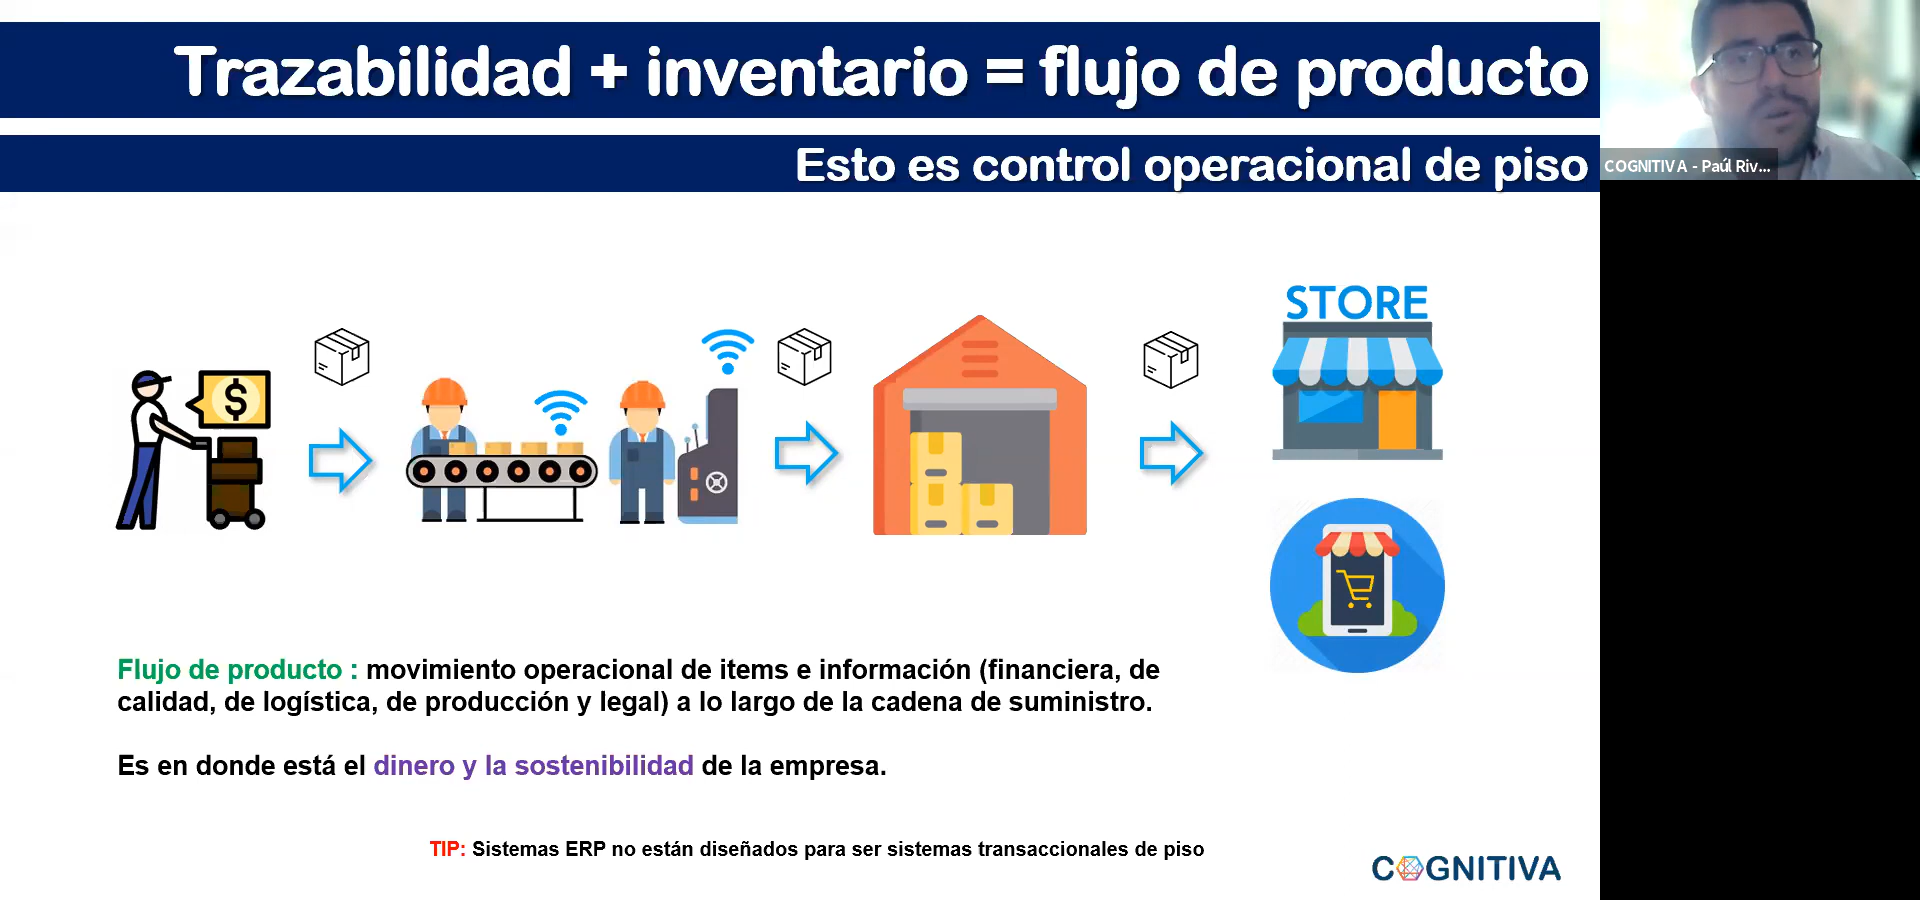 Trazabilidad + inventario = flujo de producto
Esto es control operacional de piso
COGNITIVA - Paúl Riv...
STORE
$
Flujo de producto : movimiento operacional de items e información (financiera, de
calidad, de logística, de producción y legal) a lo largo de la cadena de suministro.
Es en donde está el dinero y la sostenibilidad de la empresa.
TIP: Sistemas ERP no están diseñados para ser sistemas transaccionales de piso
COGNITIVA